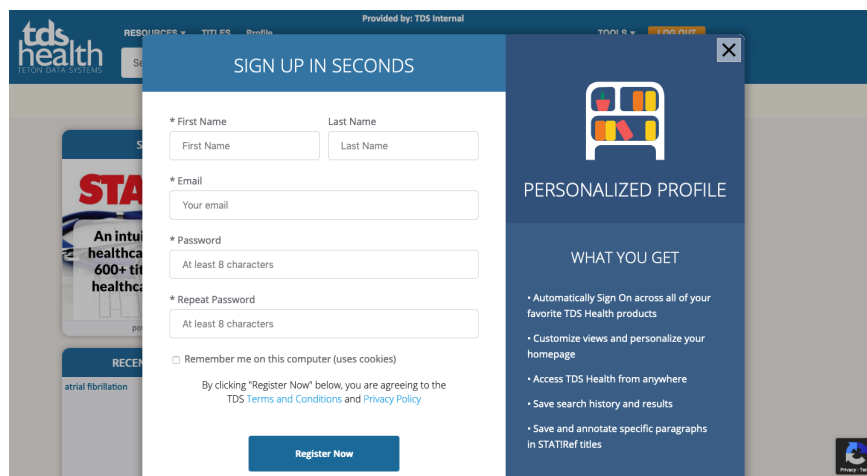 Provided by: TDS Internal
tds
health
TETON DATA SYSTEMS
RESOURCES TITLES Profile
TOOLS LOG OUT
SIGN UP IN SECONDS
* First Name Last Name
First Name Last Name
* Email
Your email
* Password
At least 8 characters
* Repeat Password
At least 8 characters
Remember me on this computer (uses cookies)
By clicking "Register Now" below, you are agreeing to the
TDS Terms and Conditions and Privacy Policy
Register Now
PERSONALIZED PROFILE
WHAT YOU GET
• Automatically Sign On across all of your
favorite TDS Health products
• Customize views and personalize your
homepage
• Access TDS Health from anywhere
• Save search history and results
• Save and annotate specific paragraphs
in STAT!Ref titles
An
600+
RECEN
atrial fibrillation